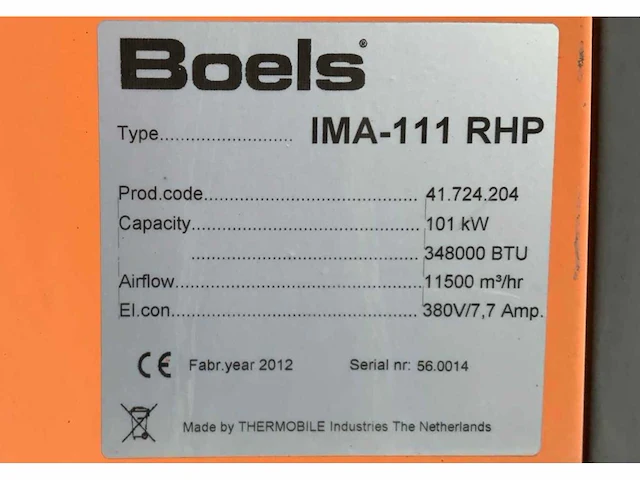 Boels®
Type........................ IMA-111 RHP
Prod.code........................................ 41.724.204
Capacity.......................................... 101 kW
.......................................... 348000 BTU
Airflow............................................. 11500 m³/hr
El.con............................................. 380V/7,7 Amp.
CE Fabr.year 2012 Serial nr: 56.0014
Made by THERMOBILE Industries The Netherlands